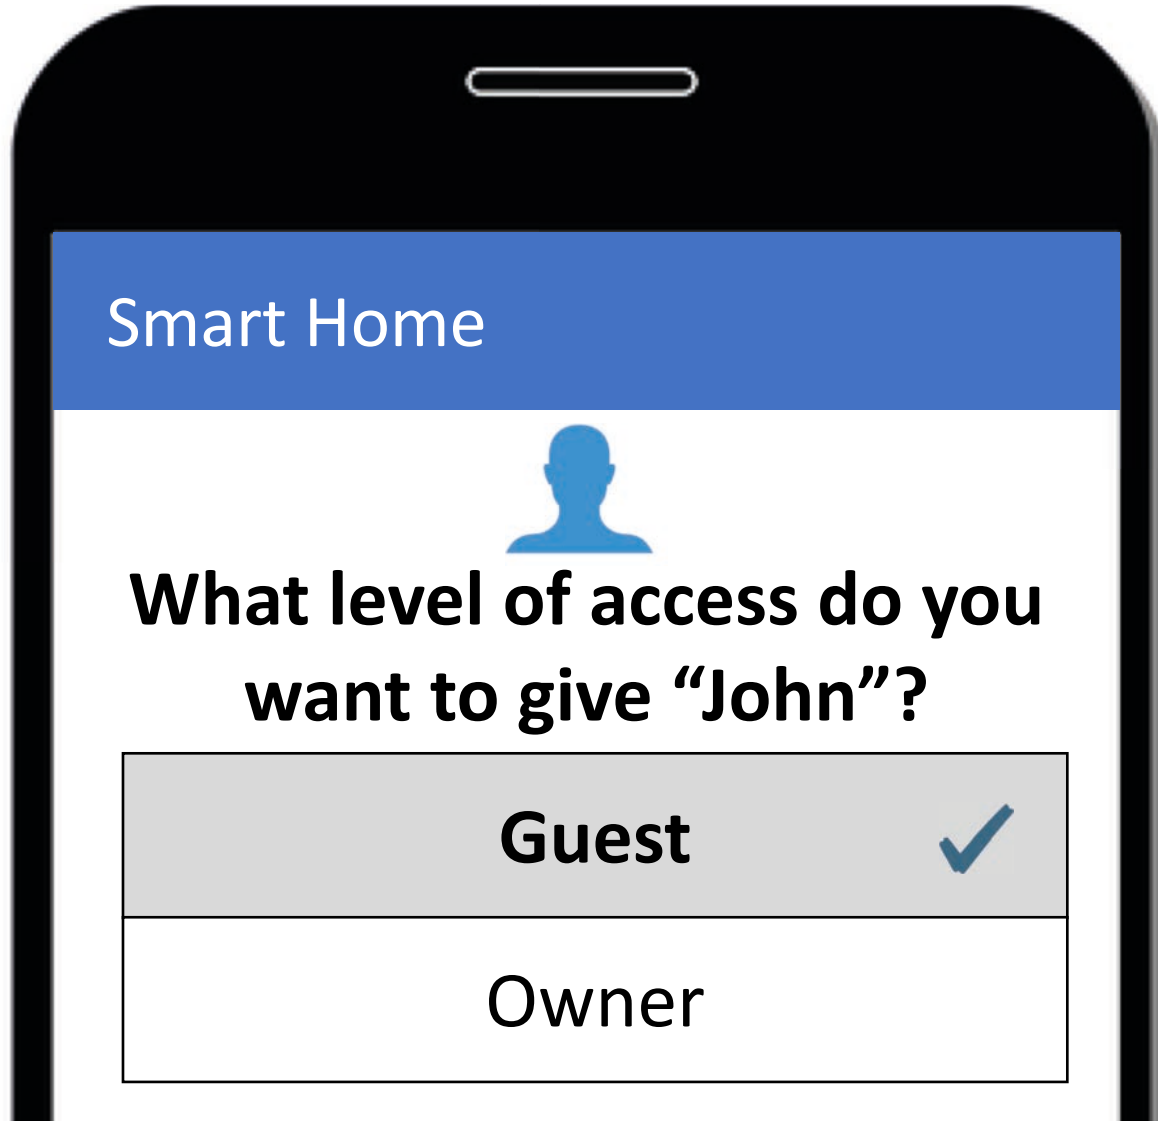 Smart Home
What level of access do you
want to give “John”?
Guest
Owner